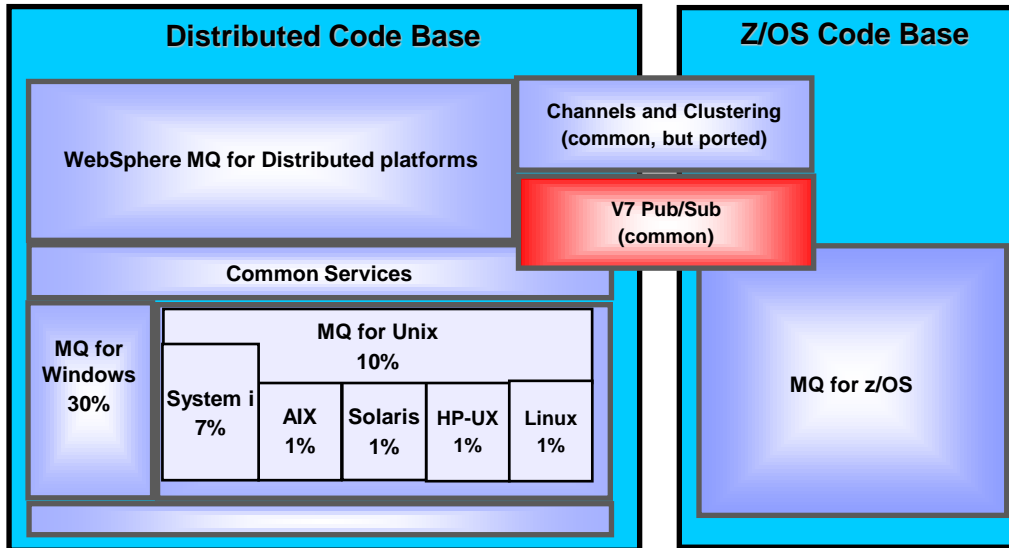 Distributed Code Base
Z/OS Code Base
WebSphere MQ for Distributed platforms
Channels and Clustering
(common, but ported)
V7 Pub/Sub
(common)
Common Services
MQ for
Windows
30%
MQ for Unix
10%
System i
7%
AIX
1%
Solaris
1%
HP-UX
1%
Linux
1%
MQ for z/OS